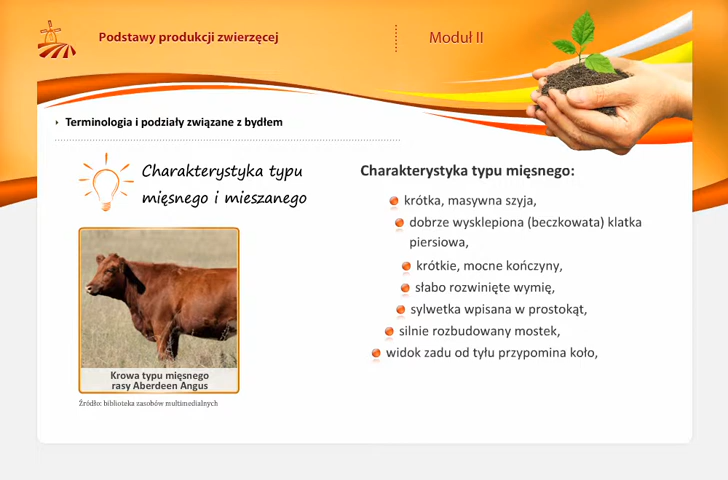 Podstawy produkcji zwierzęcej
Moduł II
Terminologia i podziały związane z bydłem
Charakterystyka typu
mięsnego i mieszanego
Krowa typu mięsnego
rasy Aberdeen Angus
Źródło: biblioteka zasobów multimedialnych
Charakterystyka typu mięsnego:
krótka, masywna szyja,
dobrze wysklepiona (beczkowata) klatka
piersiowa,
krótkie, mocne kończyny,
słabo rozwinięte wymię,
sylwetka wpisana w prostokąt,
silnie rozbudowany mostek,
widok zadu od tyłu przypomina koło,